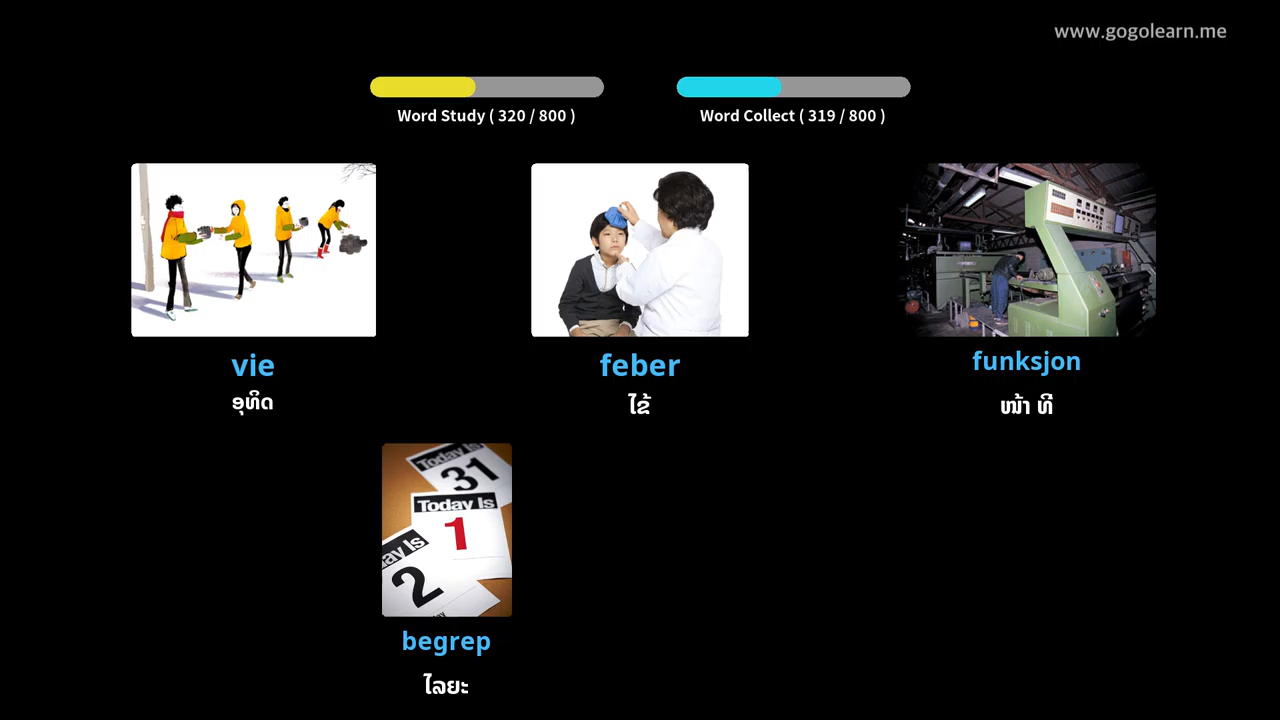 www.gogolearn.me
Word Study ( 320 / 800 )
Word Collect ( 319 / 800 )
vie
ອຸທິດ
feber
ໄຂ້
funksjon
ໜ້າ ທີ
Today Is
31
Today Is
1
ay Is
2
begrep
ໄລຍະ